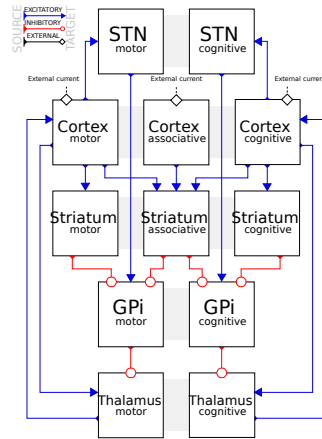 SOURCE
EXCITATORY
INHIBITORY
EXTERNAL
TARGET
STN
motor
STN
cognitive
External current
External current
External current
Cortex
motor
Cortex
associative
Cortex
cognitive
Striatum
motor
Striatum
associative
Striatum
cognitive
GPi
motor
GPi
cognitive
Thalamus
motor
Thalamus
cognitive